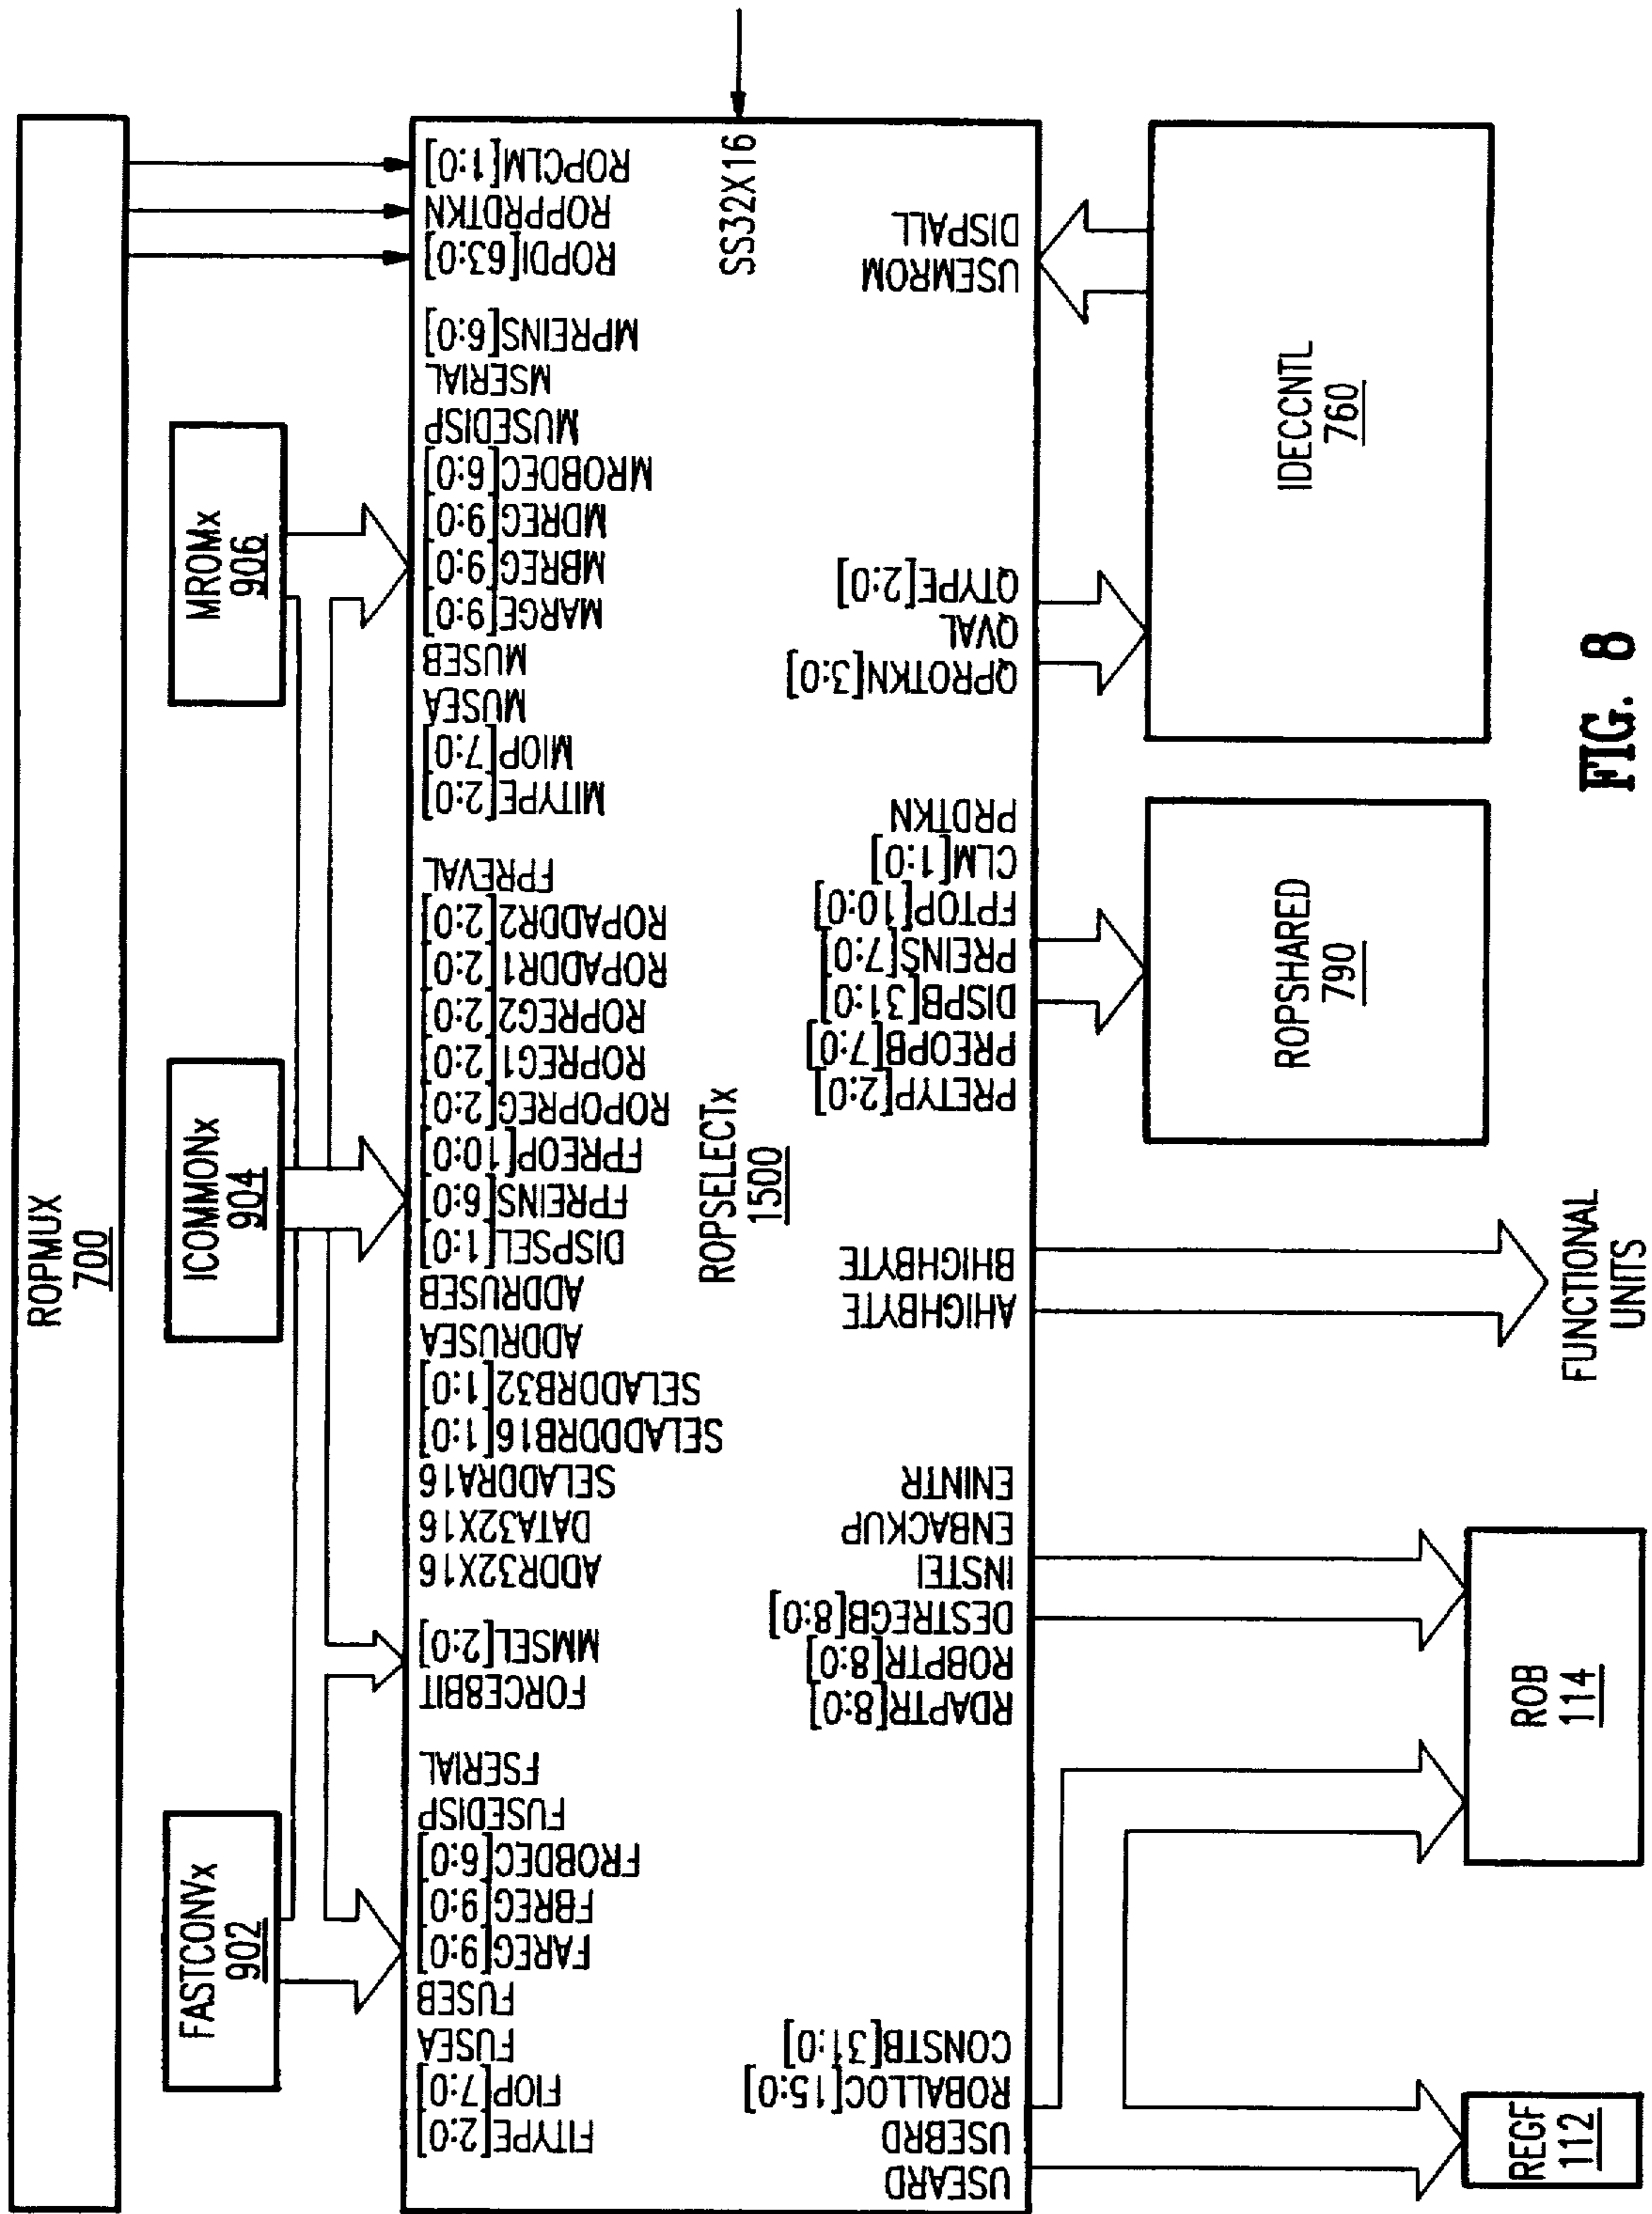 ROPMUX
700
FASTCONVx
902
ICOMMONx
904
MROMx
906
FITYPE[2:0]
FIOP[7:0]
FUSEA
FUSEB
FAREG[9:0]
FBREG[9:0]
FROBDEC[6:0]
FUSEDISP
FSERIAL
FORCE8BIT
MMSEL[2:0]
ADDR32X16
DATA32X16
SELADDRA16
SELADDDRB16[1:0]
SELADDRB32[1:0]
ADDRUSEA
ADDRUSEB
DISPSEL[1:0]
FPREINS[6:0]
FPREOP[10:0]
ROPOPREG[2:0]
ROPREG1[2:0]
ROPREG2[2:0]
ROPADDR1[2:0]
ROPADDR2[2:0]
FPREVAL
MITYPE[2:0]
MIOP[7:0]
MUSEA
MUSEB
MARGE[9:0]
MBREG[9:0]
MDREG[9:0]
MROBDEC[6:0]
MUSEDISP
MSERIAL
MPREINS[6:0]
ROPDI[63:0]
ROPPRDTKN
ROPCLM[1:0]
ROPSELECTx
1500
SS32X16
USEARD
USEBRD
ROBALLOC[15:0]
CONSTB[31:0]
RDAPTR[8:0]
ROBPTR[8:0]
DESTREGB[8:0]
INSTEI
ENBACKUP
ENINTR
AHIGHBYTE
BHIGHBYTE
PRETYP[2:0]
PREOPB[7:0]
DISPB[31:0]
PREINS[7:0]
FPTOP[10:0]
CLM[1:0]
PRDTKN
QPROTKN[3:0]
QVAL
QTYPE[2:0]
USEMROM
DISPALL
REGF
112
ROB
114
FUNCTIONAL
UNITS
ROPSHARED
790
IDECCNTL
760
FIG. 8